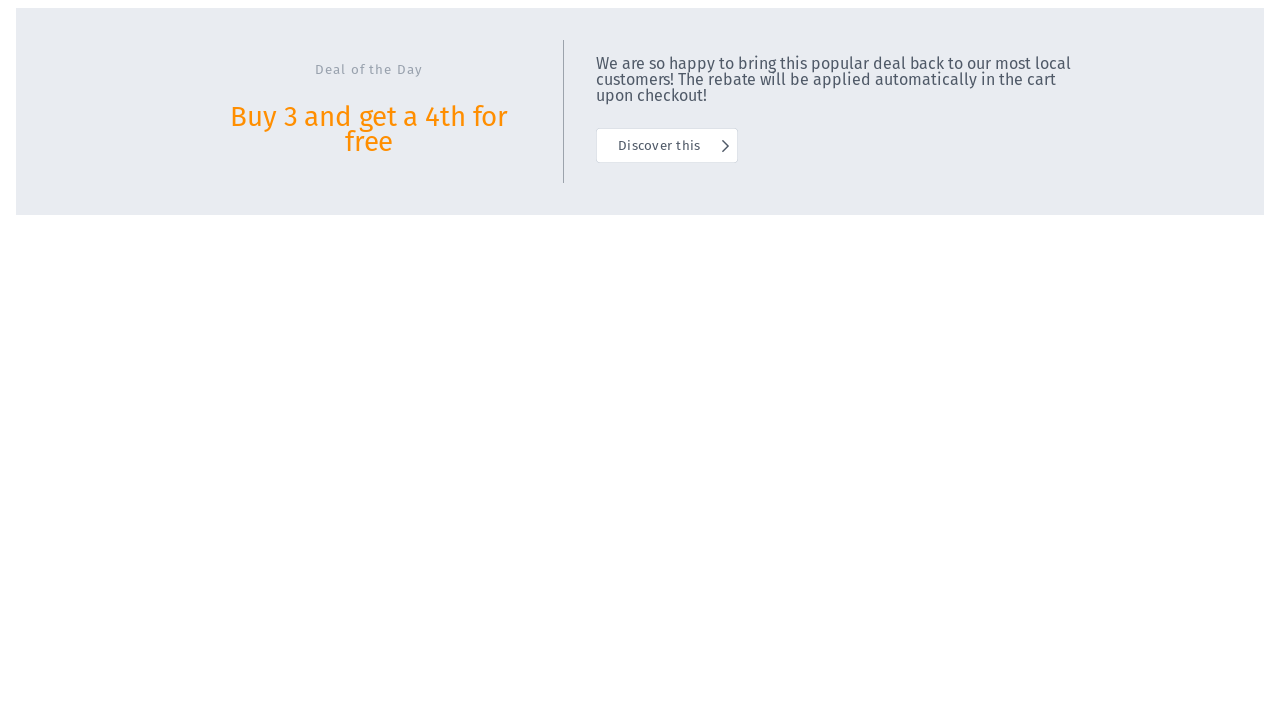 Deal of the Day
Buy 3 and get a 4th for
free
We are so happy to bring this popular deal back to our most local
customers! The rebate will be applied automatically in the cart
upon checkout!
Discover this